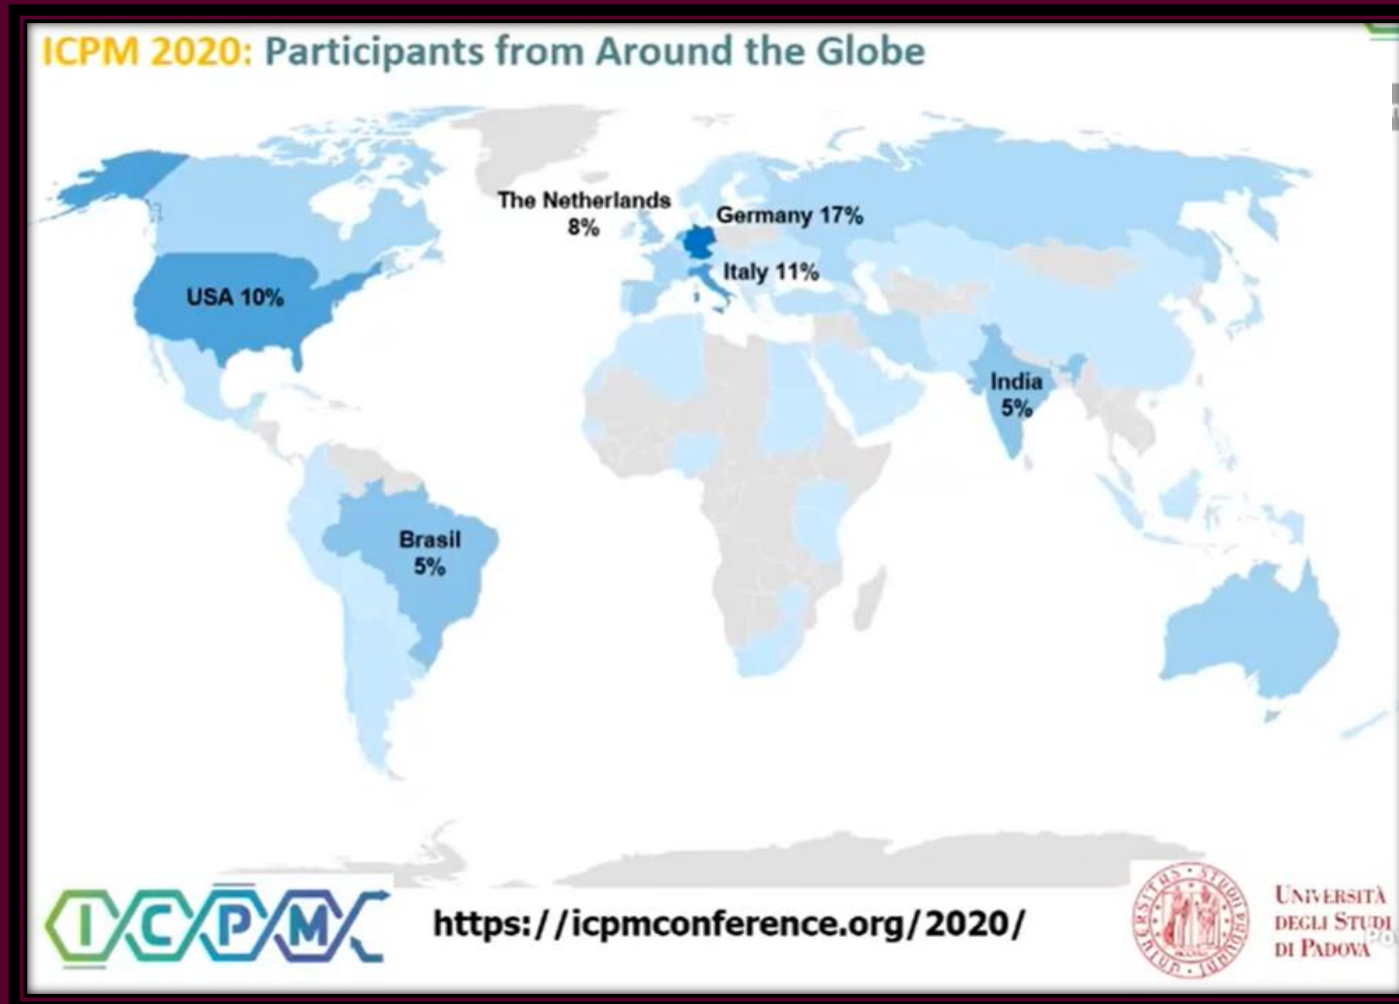 ICPM 2020: Participants from Around the Globe
The Netherlands
8%
Germany 17%
Italy 11%
USA 10%
India
5%
Brasil
5%
ICPM
https://icpmconference.org/2020/
UNIVERSITÀ
DEGLI STUDI
DI PADOVA